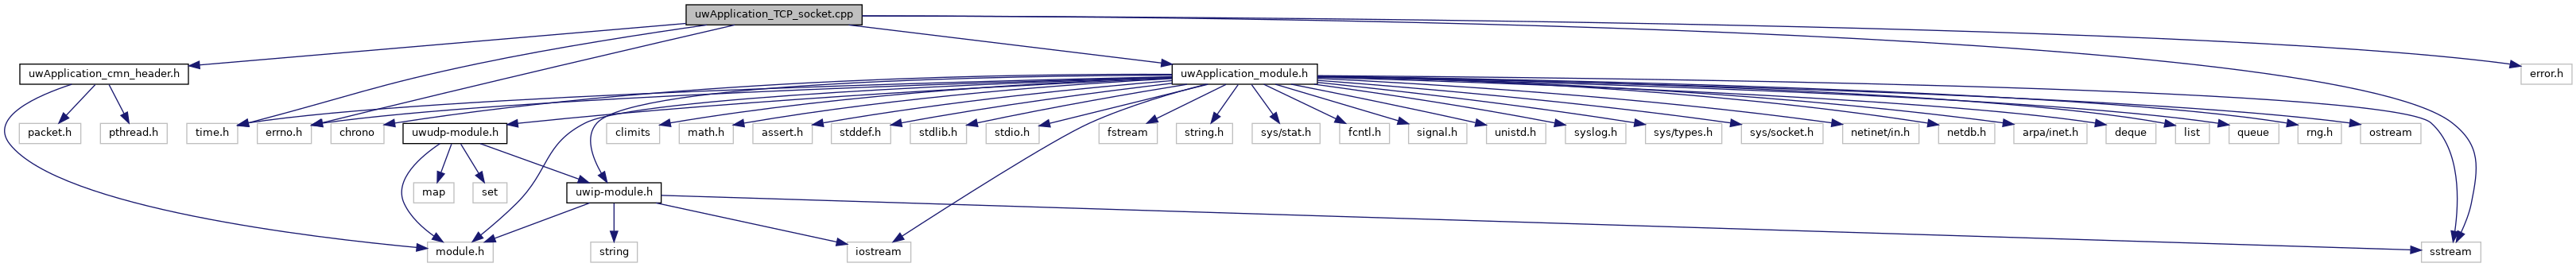 uwApplication_TCP_socket.cpp
uwApplication_cmn_header.h
uwApplication_module.h
error.h
packet.h
pthread.h
time.h
errno.h
chrono
uwudp-module.h
climits
math.h
assert.h
stddef.h
stdlib.h
stdio.h
fstream
string.h
sys/stat.h
fcntl.h
signal.h
unistd.h
syslog.h
sys/types.h
sys/socket.h
netinet/in.h
netdb.h
arpa/inet.h
deque
list
queue
rng.h
ostream
map
set
uwip-module.h
module.h
string
iostream
sstream